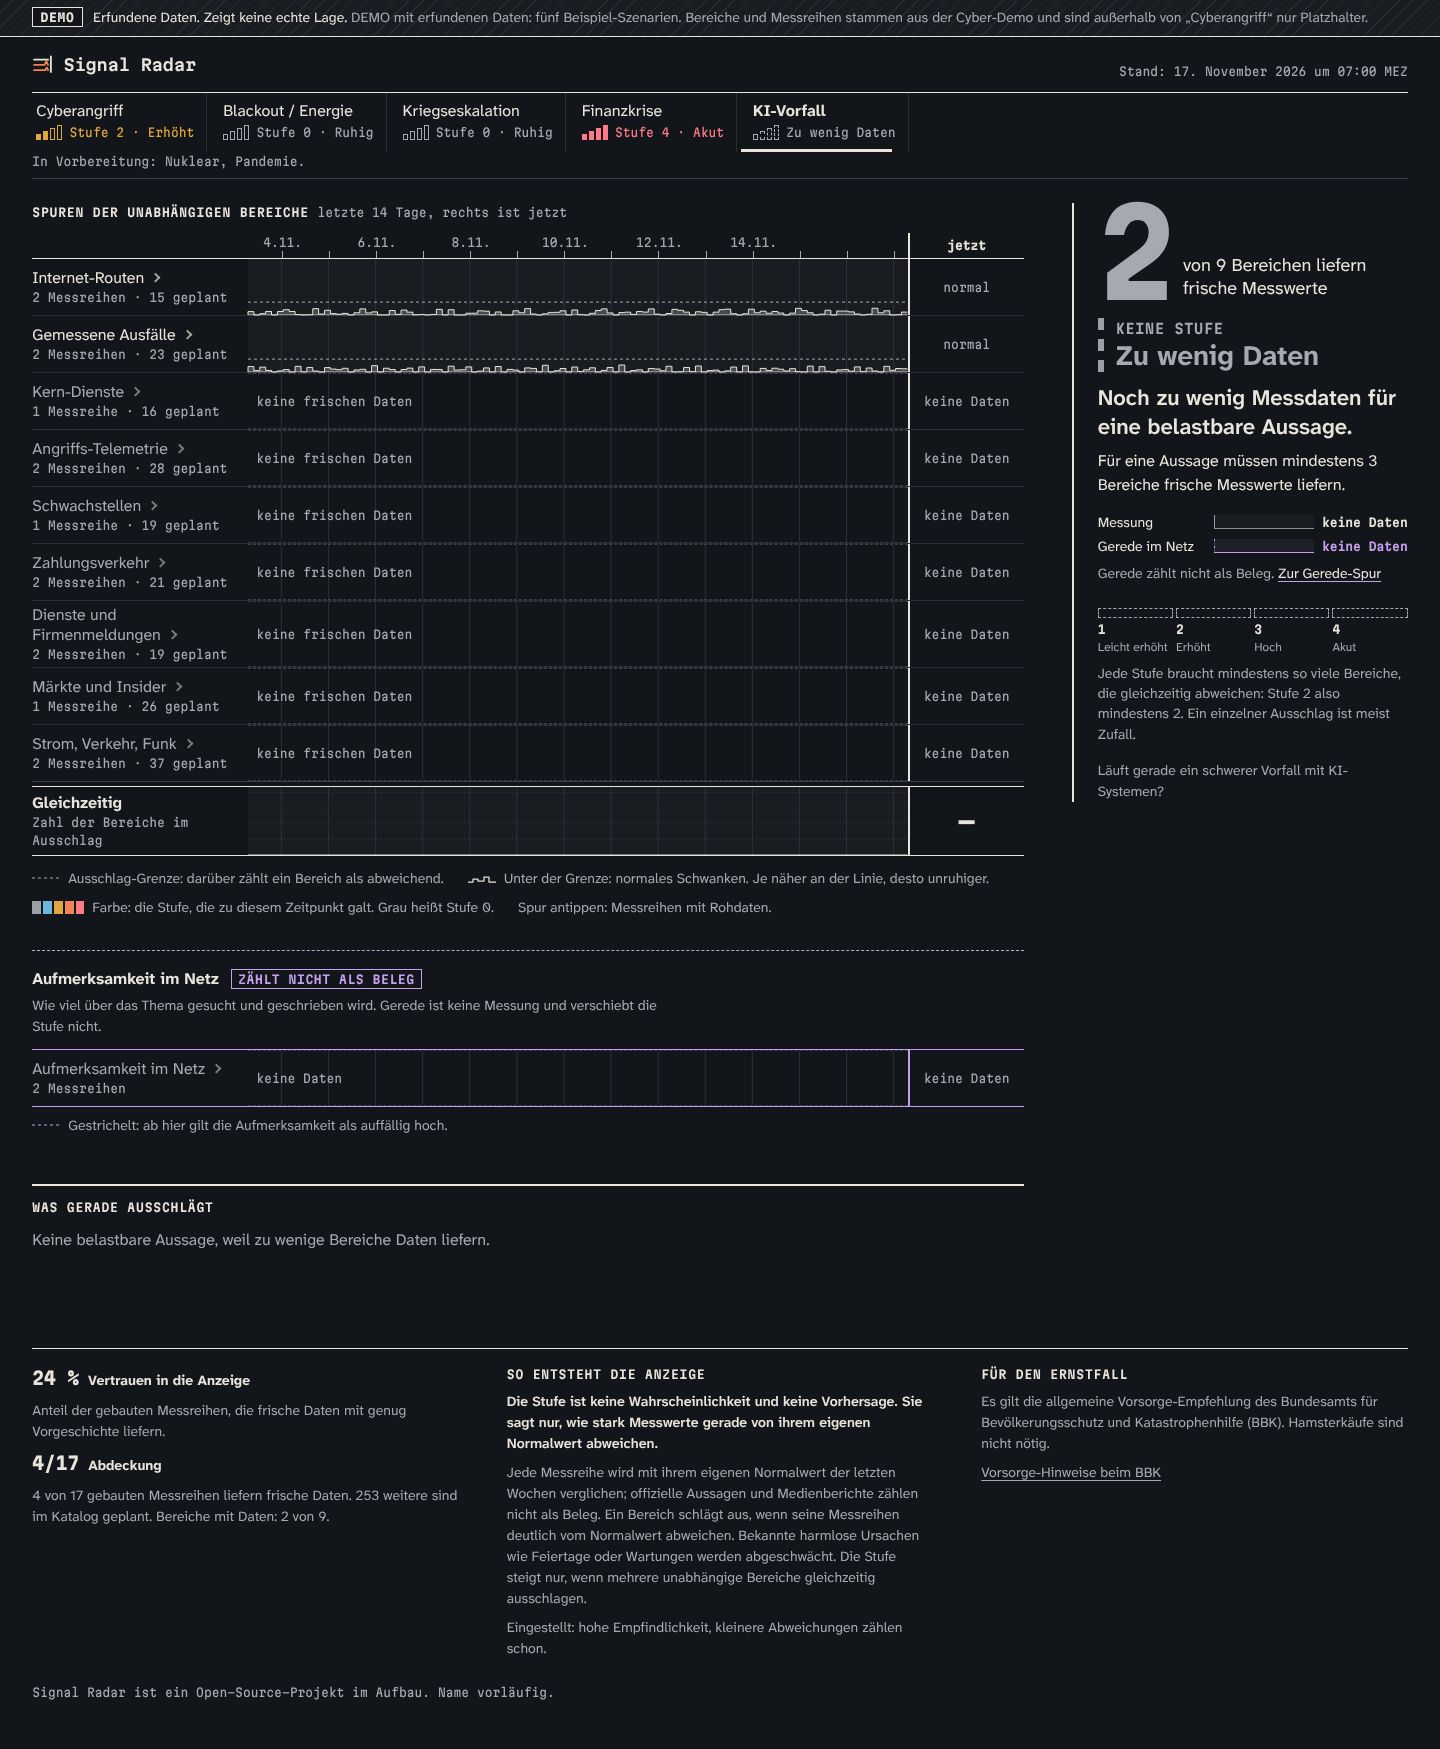 DEMO Erfundene Daten. Zeigt keine echte Lage. DEMO mit erfundenen Daten: fünf Beispiel-Szenarien. Bereiche und Messreihen stammen aus der Cyber-Demo und sind außerhalb von „Cyberangriff“ nur Platzhalter.
Signal Radar
Stand: 17. November 2026 um 07:00 MEZ
Cyberangriff
Stufe 2 · Erhöht
Blackout / Energie
Stufe 0 · Ruhig
Kriegseskalation
Stufe 0 · Ruhig
Finanzkrise
Stufe 4 · Akut
KI-Vorfall
Zu wenig Daten
In Vorbereitung: Nuklear, Pandemie.
SPUREN DER UNABHÄNGIGEN BEREICHE letzte 14 Tage, rechts ist jetzt
4.11. 6.11. 8.11. 10.11. 12.11. 14.11. jetzt
Internet-Routen
2 Messreihen · 15 geplant
normal
Gemessene Ausfälle
2 Messreihen · 23 geplant
normal
Kern-Dienste
1 Messreihe · 16 geplant
keine frischen Daten
keine Daten
Angriffs-Telemetrie
2 Messreihen · 28 geplant
keine frischen Daten
keine Daten
Schwachstellen
1 Messreihe · 19 geplant
keine frischen Daten
keine Daten
Zahlungsverkehr
2 Messreihen · 21 geplant
keine frischen Daten
keine Daten
Dienste und
Firmenmeldungen
2 Messreihen · 19 geplant
keine frischen Daten
keine Daten
Märkte und Insider
1 Messreihe · 26 geplant
keine frischen Daten
keine Daten
Strom, Verkehr, Funk
2 Messreihen · 37 geplant
keine frischen Daten
keine Daten
Gleichzeitig
Zahl der Bereiche im
Ausschlag
–
Ausschlag-Grenze: darüber zählt ein Bereich als abweichend.
Unter der Grenze: normales Schwanken. Je näher an der Linie, desto unruhiger.
Farbe: die Stufe, die zu diesem Zeitpunkt galt. Grau heißt Stufe 0.
Spur antippen: Messreihen mit Rohdaten.
2 von 9 Bereichen liefern
frische Messwerte
KEINE STUFE
Zu wenig Daten
Noch zu wenig Messdaten für
eine belastbare Aussage.
Für eine Aussage müssen mindestens 3
Bereiche frische Messwerte liefern.
Messung keine Daten
Gerede im Netz keine Daten
Gerede zählt nicht als Beleg. Zur Gerede-Spur
1 2 3 4
Leicht erhöht Erhöht Hoch Akut
Jede Stufe braucht mindestens so viele Bereiche,
die gleichzeitig abweichen: Stufe 2 also
mindestens 2. Ein einzelner Ausschlag ist meist
Zufall.
Läuft gerade ein schwerer Vorfall mit KI-
Systemen?
Aufmerksamkeit im Netz ZÄHLT NICHT ALS BELEG
Wie viel über das Thema gesucht und geschrieben wird. Gerede ist keine Messung und verschiebt die
Stufe nicht.
Aufmerksamkeit im Netz
2 Messreihen
keine Daten
keine Daten
Gestrichelt: ab hier gilt die Aufmerksamkeit als auffällig hoch.
WAS GERADE AUSSCHLÄGT
Keine belastbare Aussage, weil zu wenige Bereiche Daten liefern.
24 % Vertrauen in die Anzeige
Anteil der gebauten Messreihen, die frische Daten mit genug
Vorgeschichte liefern.
4/17 Abdeckung
4 von 17 gebauten Messreihen liefern frische Daten. 253 weitere sind
im Katalog geplant. Bereiche mit Daten: 2 von 9.
SO ENTSTEHT DIE ANZEIGE
Die Stufe ist keine Wahrscheinlichkeit und keine Vorhersage. Sie
sagt nur, wie stark Messwerte gerade von ihrem eigenen
Normalwert abweichen.
Jede Messreihe wird mit ihrem eigenen Normalwert der letzten
Wochen verglichen; offizielle Aussagen und Medienberichte zählen
nicht als Beleg. Ein Bereich schlägt aus, wenn seine Messreihen
deutlich vom Normalwert abweichen. Bekannte harmlose Ursachen
wie Feiertage oder Wartungen werden abgeschwächt. Die Stufe
steigt nur, wenn mehrere unabhängige Bereiche gleichzeitig
ausschlagen.
Eingestellt: hohe Empfindlichkeit, kleinere Abweichungen zählen
schon.
FÜR DEN ERNSTFALL
Es gilt die allgemeine Vorsorge-Empfehlung des Bundesamts für
Bevölkerungsschutz und Katastrophenhilfe (BBK). Hamsterkäufe sind
nicht nötig.
Vorsorge-Hinweise beim BBK
Signal Radar ist ein Open-Source-Projekt im Aufbau. Name vorläufig.